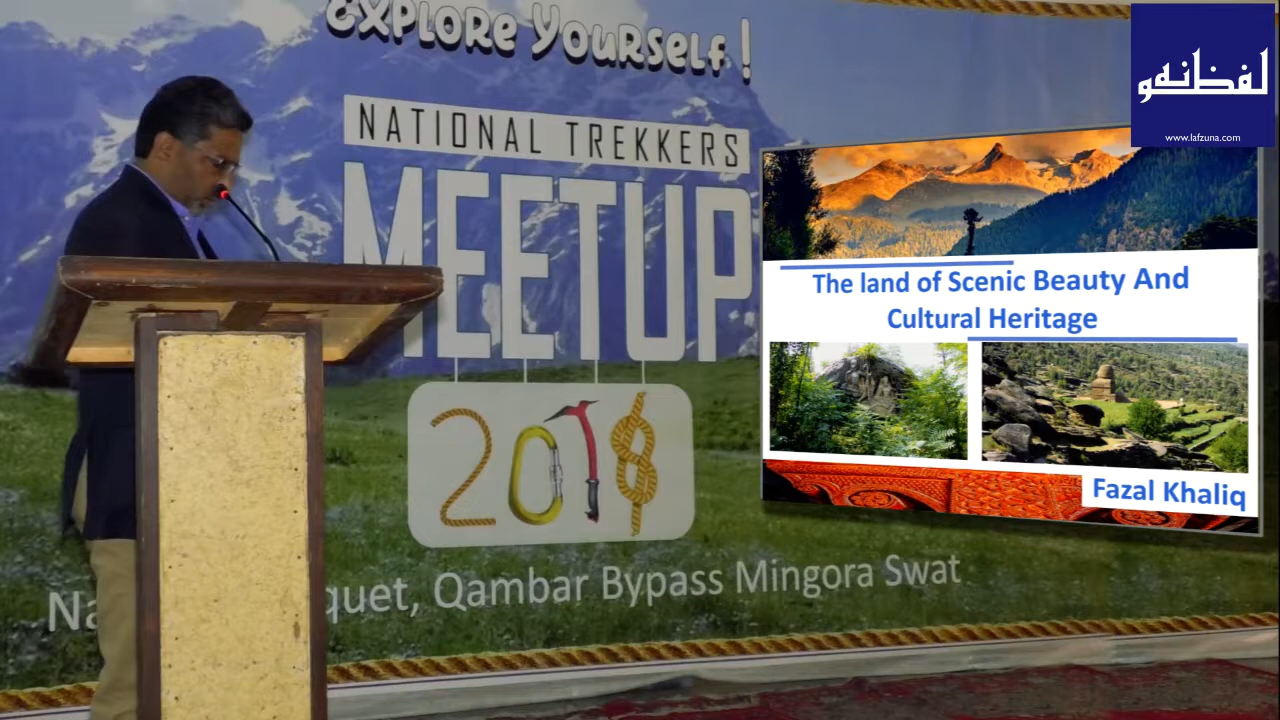 explore Yourself !
NATIONAL TREKKERS
MEETUP
2018
quet, Qambar Bypass Mingora Swat
لفظانه و
www.lafzuna.com
The land of Scenic Beauty And
Cultural Heritage
Fazal Khaliq